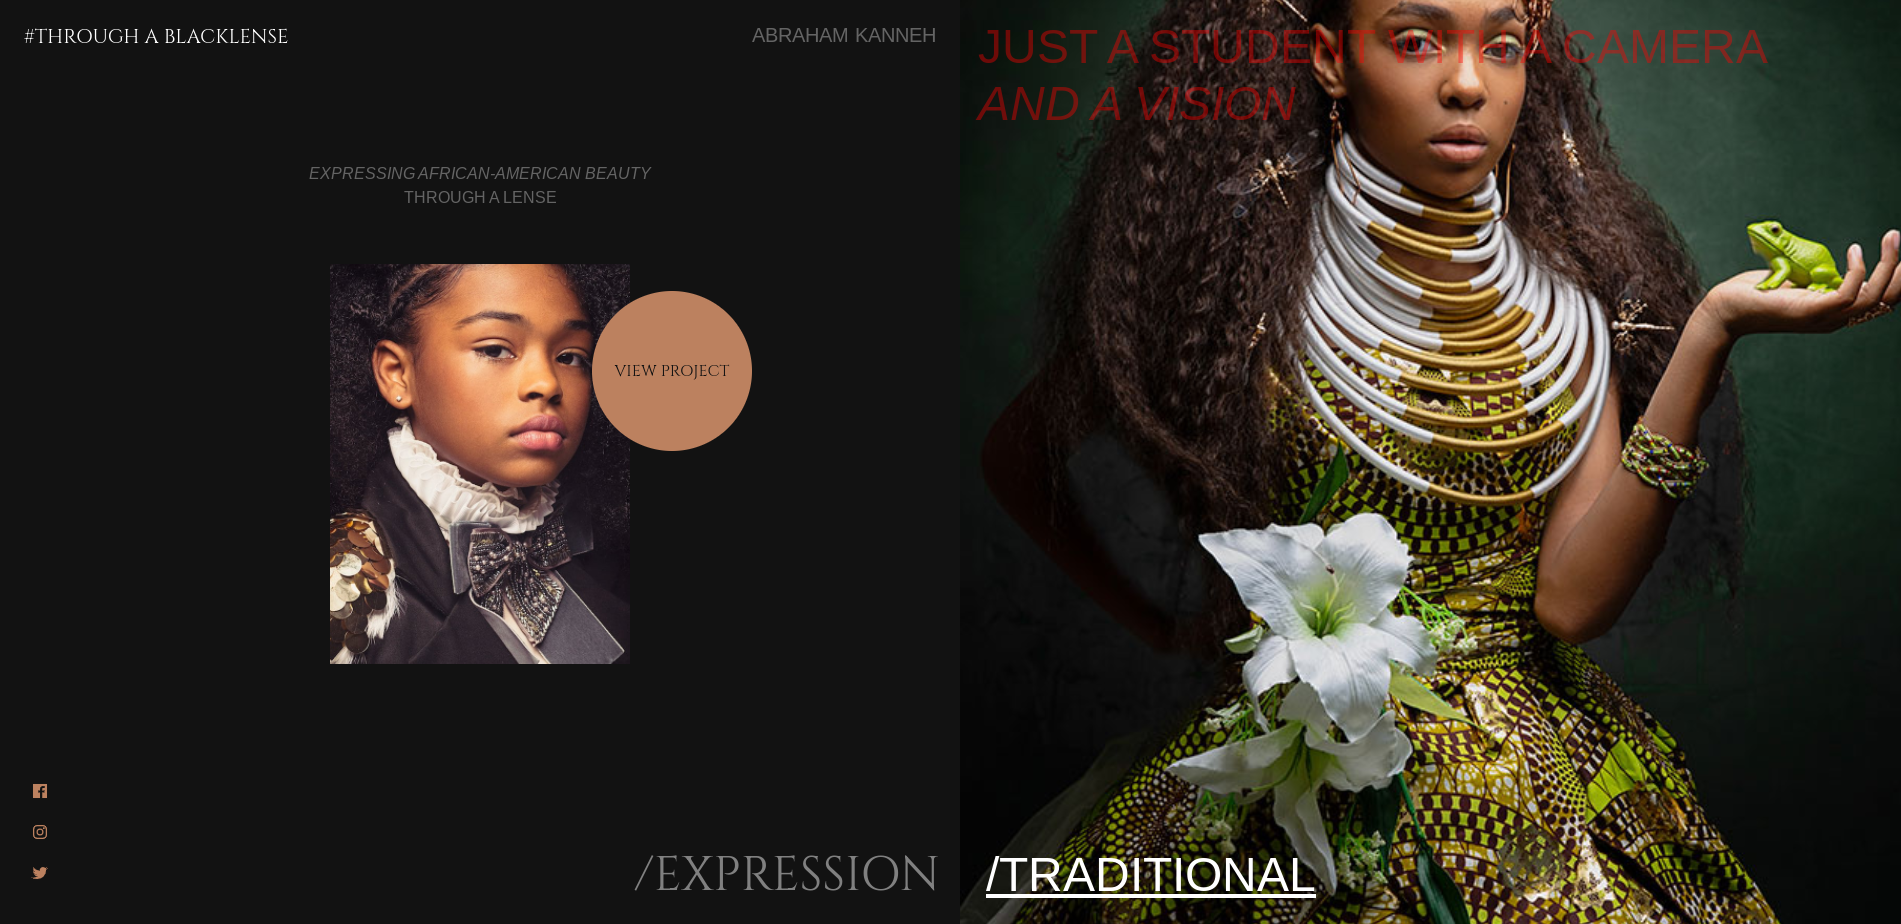 #THROUGH A BLACKLENSE
ABRAHAM KANNEH
EXPRESSING AFRICAN-AMERICAN BEAUTY
THROUGH A LENSE
VIEW PROJECT
/EXPRESSION
JUST A STUDENT WITH A CAMERA
AND A VISION
/TRADITIONAL